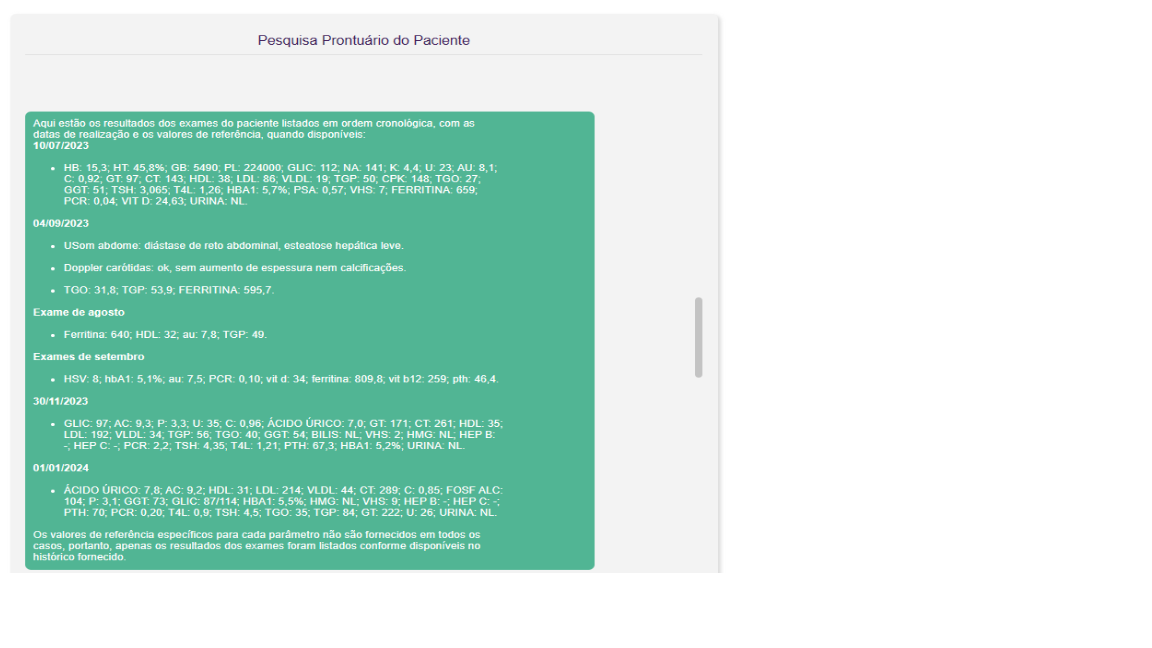 Pesquisa Prontuário do Paciente
Aqui estão os resultados dos exames do paciente listados em ordem cronológica, com as
datas de realização e os valores de referência, quando disponíveis:
10/07/2023
• HB: 15,3; HT: 45,8%; GB: 5490; PL: 224000; GLIC: 112; NA: 141; K: 4,4; U: 23; AU: 8,1;
C: 0,92; GT: 97; CT: 143; HDL: 38; LDL: 86; VLDL: 19; TGP: 50; CPK: 148; TGO: 27;
GGT: 51; TSH: 3,065; T4L: 1,26; HBA1: 5,7%; PSA: 0,57; VHS: 7; FERRITINA: 659;
PCR: 0,04; VIT D: 24,63; URINA: NL.
04/09/2023
• USom abdome: diástase de reto abdominal, esteatose hepática leve.
• Doppler carótidas: ok, sem aumento de espessura nem calcificações.
• TGO: 31,8; TGP: 53,9; FERRITINA: 595,7.
Exame de agosto
• Ferritina: 640; HDL: 32; au: 7,8; TGP: 49.
Exames de setembro
• HSV: 8; hbA1: 5,1%; au: 7,5; PCR: 0,10; vit d: 34; ferritina: 809,8; vit b12: 259; pth: 46,4.
30/11/2023
• GLIC: 97; AC: 9,3; P: 3,3; U: 35; C: 0,96; ÁCIDO ÚRICO: 7,0; GT: 171; CT: 261; HDL: 35;
LDL: 192; VLDL: 34; TGP: 56; TGO: 40; GGT: 54; BILIS: NL; VHS: 2; HMG: NL; HEP B:
-; HEP C: -; PCR: 2,2; TSH: 4,35; T4L: 1,21; PTH: 67,3; HBA1: 5,2%; URINA: NL.
01/01/2024
• ÁCIDO ÚRICO: 7,8; AC: 9,2; HDL: 31; LDL: 214; VLDL: 44; CT: 289; C: 0,85; FOSF ALC:
104; P: 3,1; GGT: 73; GLIC: 87/114; HBA1: 5,5%; HMG: NL; VHS: 9; HEP B: -; HEP C: -;
PTH: 70; PCR: 0,20; T4L: 0,9; TSH: 4,5; TGO: 35; TGP: 84; GT: 222; U: 26; URINA: NL.
Os valores de referência específicos para cada parâmetro não são fornecidos em todos os
casos, portanto, apenas os resultados dos exames foram listados conforme disponíveis no
histórico fornecido.